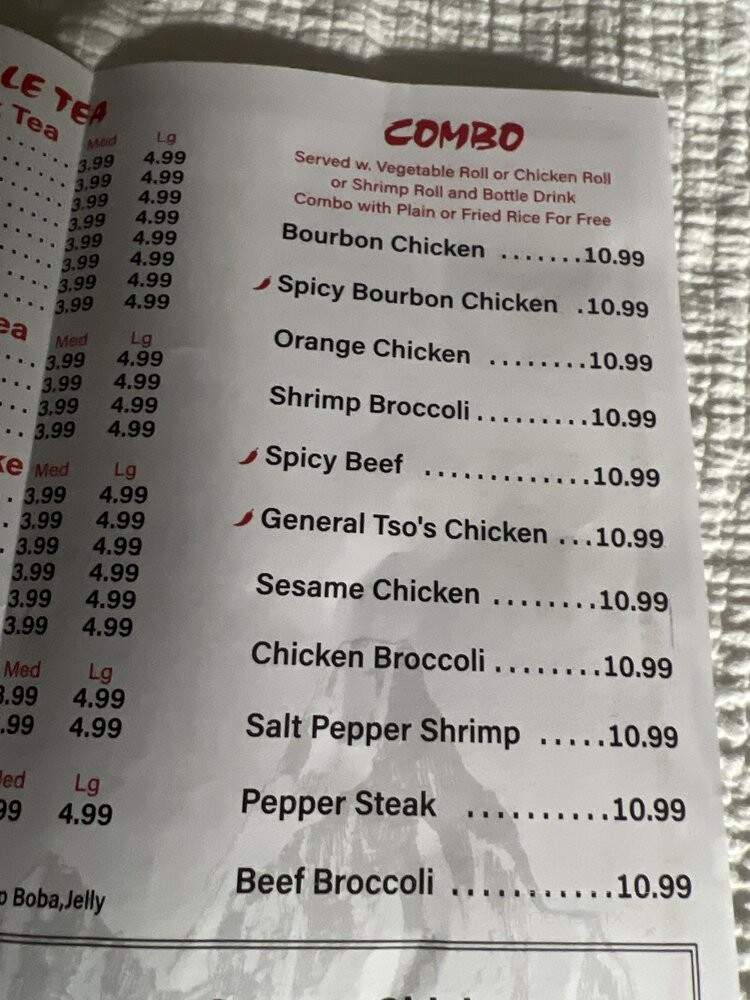 LE TEA
Tea
Med Lg
3.99 4.99
3.99 4.99
3.99 4.99
3.99 4.99
3.99 4.99
3.99 4.99
3.99 4.99
3.99 4.99
ea Med Lg
3.99 4.99
3.99 4.99
3.99 4.99
3.99 4.99
ke Med Lg
3.99 4.99
3.99 4.99
3.99 4.99
3.99 4.99
3.99 4.99
3.99 4.99
Med Lg
3.99 4.99
.99 4.99
ed Lg
99 4.99
Boba,Jelly
COMBO
Served w. Vegetable Roll or Chicken Roll
or Shrimp Roll and Bottle Drink
Combo with Plain or Fried Rice For Free
Bourbon Chicken .......10.99
Spicy Bourbon Chicken .10.99
Orange Chicken ........10.99
Shrimp Broccoli.........10.99
Spicy Beef .............10.99
General Tso's Chicken ...10.99
Sesame Chicken ........10.99
Chicken Broccoli........10.99
Salt Pepper Shrimp .....10.99
Pepper Steak ..........10.99
Beef Broccoli ............10.99